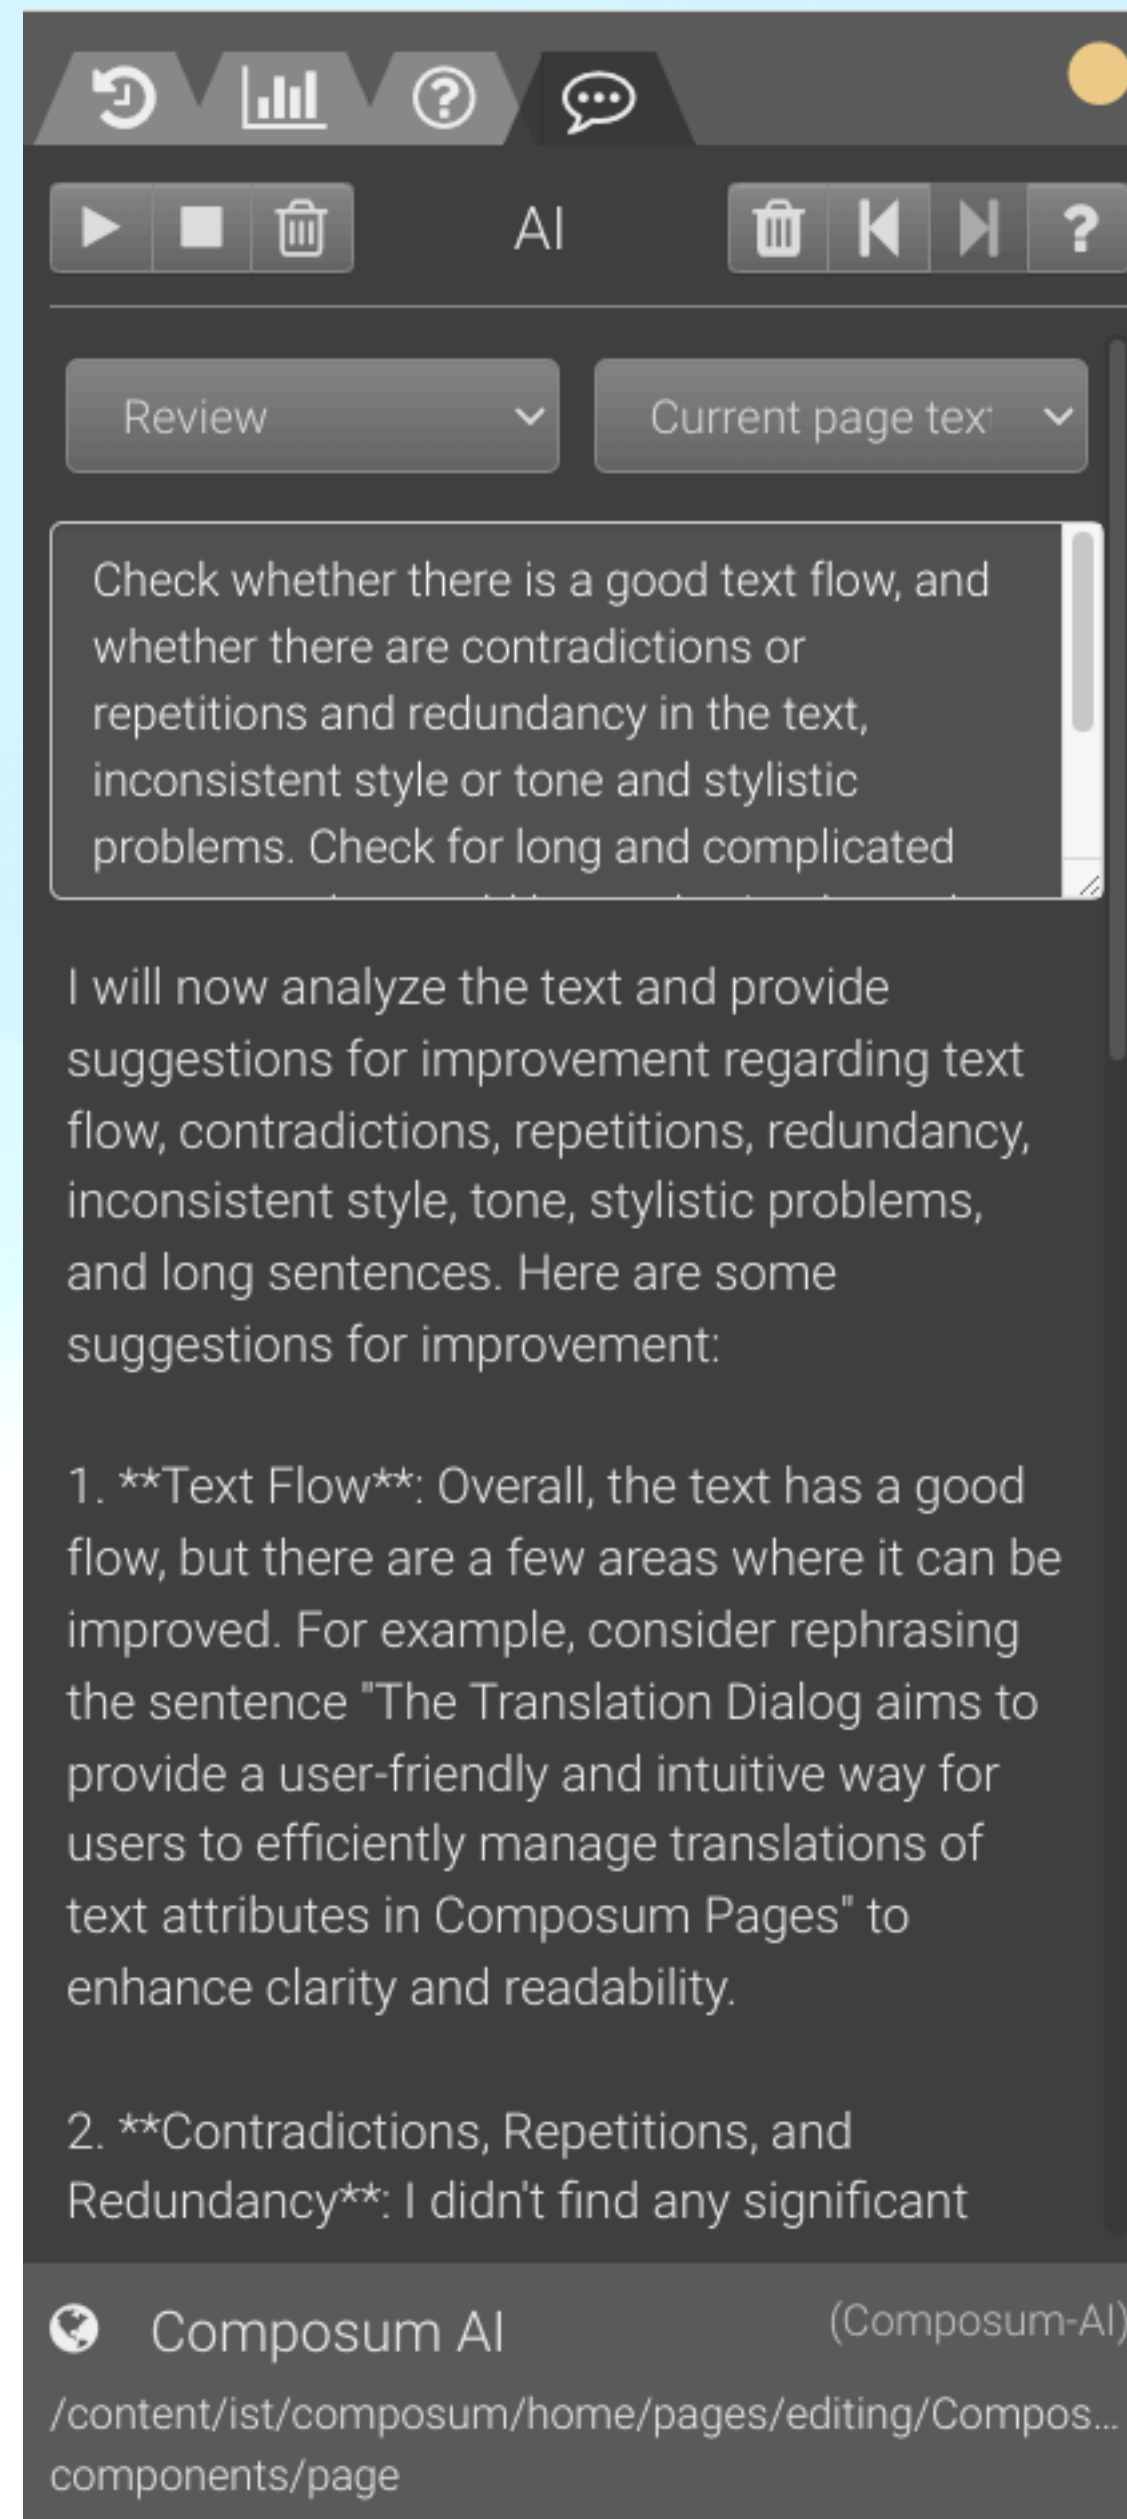 AI
Review
Current page tex
Check whether there is a good text flow, and
whether there are contradictions or
repetitions and redundancy in the text,
inconsistent style or tone and stylistic
problems. Check for long and complicated
I will now analyze the text and provide
suggestions for improvement regarding text
flow, contradictions, repetitions, redundancy,
inconsistent style, tone, stylistic problems,
and long sentences. Here are some
suggestions for improvement:
1. **Text Flow**: Overall, the text has a good
flow, but there are a few areas where it can be
improved. For example, consider rephrasing
the sentence "The Translation Dialog aims to
provide a user-friendly and intuitive way for
users to efficiently manage translations of
text attributes in Composum Pages" to
enhance clarity and readability.
2. **Contradictions, Repetitions, and
Redundancy**: I didn't find any significant
Composum AI
(Composum-AI)
/content/ist/composum/home/pages/editing/Compos...
components/page